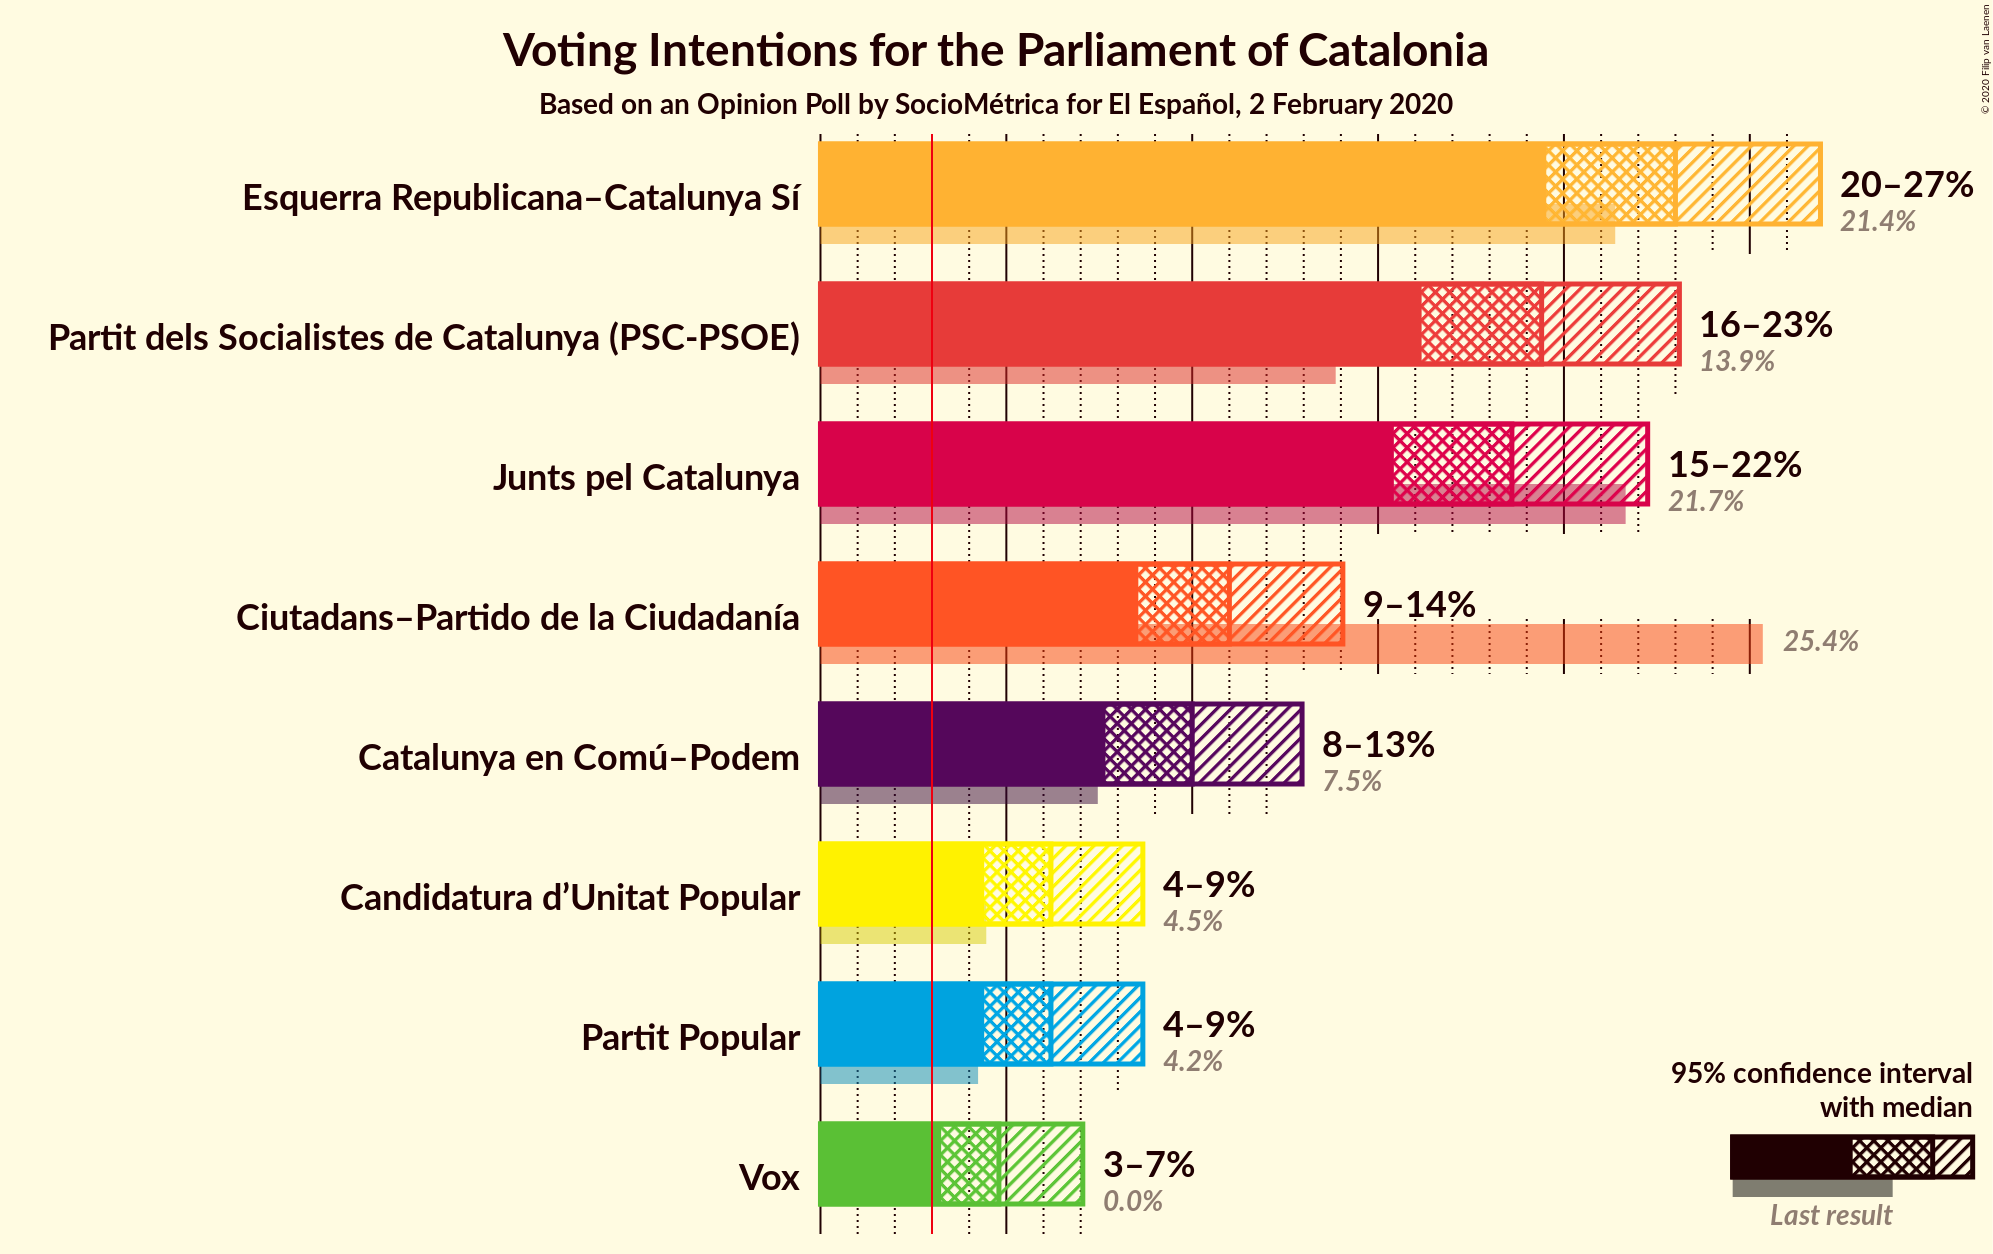 Voting Intentions for the Parliament of Catalonia
Based on an Opinion Poll by SocioMétrica for El Español, 2 February 2020
© 2020 Filip van Laenen
Esquerra Republicana–Catalunya Sí
20–27%
21.4%
Partit dels Socialistes de Catalunya (PSC-PSOE)
16–23%
13.9%
Junts pel Catalunya
15–22%
21.7%
Ciutadans–Partido de la Ciudadanía
9–14%
25.4%
Catalunya en Comú–Podem
8–13%
7.5%
Candidatura d’Unitat Popular
4–9%
4.5%
Partit Popular
4–9%
4.2%
Vox
3–7%
0.0%
95% confidence interval
with median
Last result